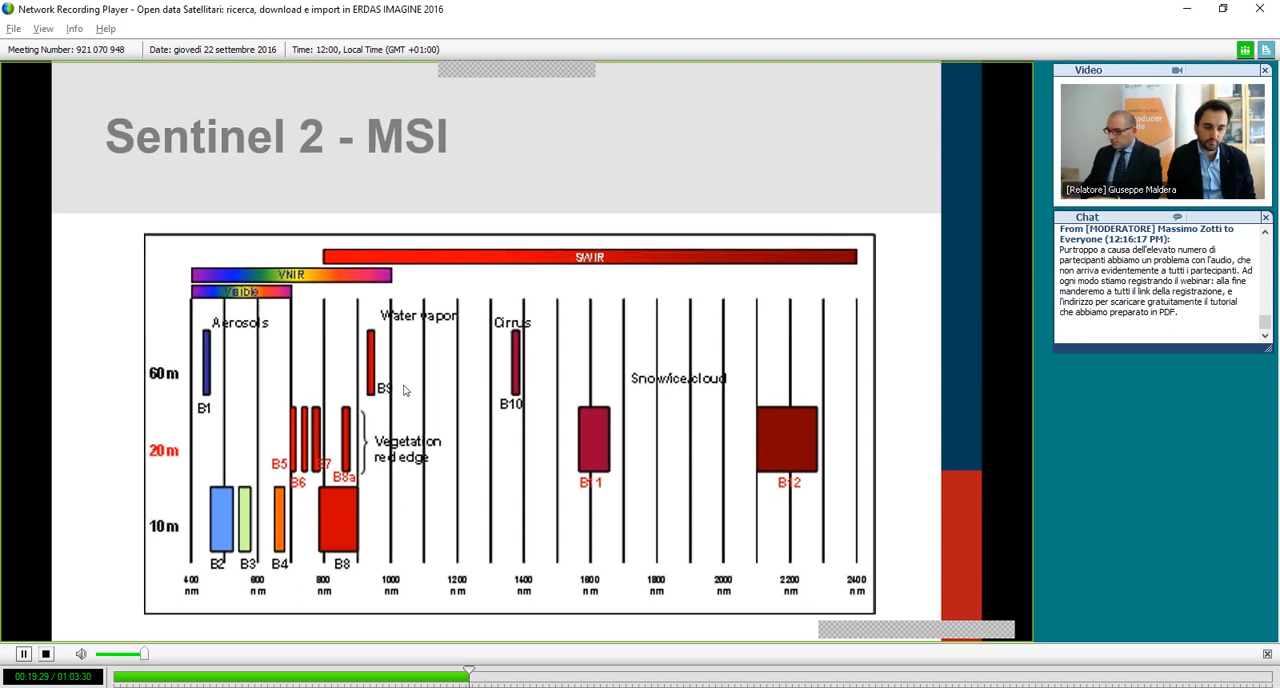 Network Recording Player - Open data Satellitari: ricerca, download e import in ERDAS IMAGINE 2016
File View Info Help
Meeting Number: 921 070 948 Date: giovedì 22 settembre 2016 Time: 12:00, Local Time (GMT +01:00)
Sentinel 2 - MSI
SWIR
VNIR
Visible
Aerosols
Water vapor
Cirrus
60 m
B1
B9
B10
Snow/ice/cloud
20 m
B5
B6
B7
B8a
Vegetation
red edge
B11
B12
10 m
B2
B3
B4
B8
400 600 800 1000 1200 1400 1600 1800 2000 2200 2400
nm nm nm nm nm nm nm nm nm nm nm
Video
[Relatore] Giuseppe Maldera
Chat
From [MODERATORE] Massimo Zotti to
Everyone (12:16:17 PM):
Purtroppo a causa dell'elevato numero di
partecipanti abbiamo un problema con l'audio,
che non arriva evidentemente a tutti i partecipanti. Ad
ogni modo stiamo registrando il webinar: alla fine
manderemo a tutti il link della registrazione, e
l'indirizzo per scaricare gratuitamente il tutorial
che abbiamo preparato in PDF.
00:19:29 / 01:03:30